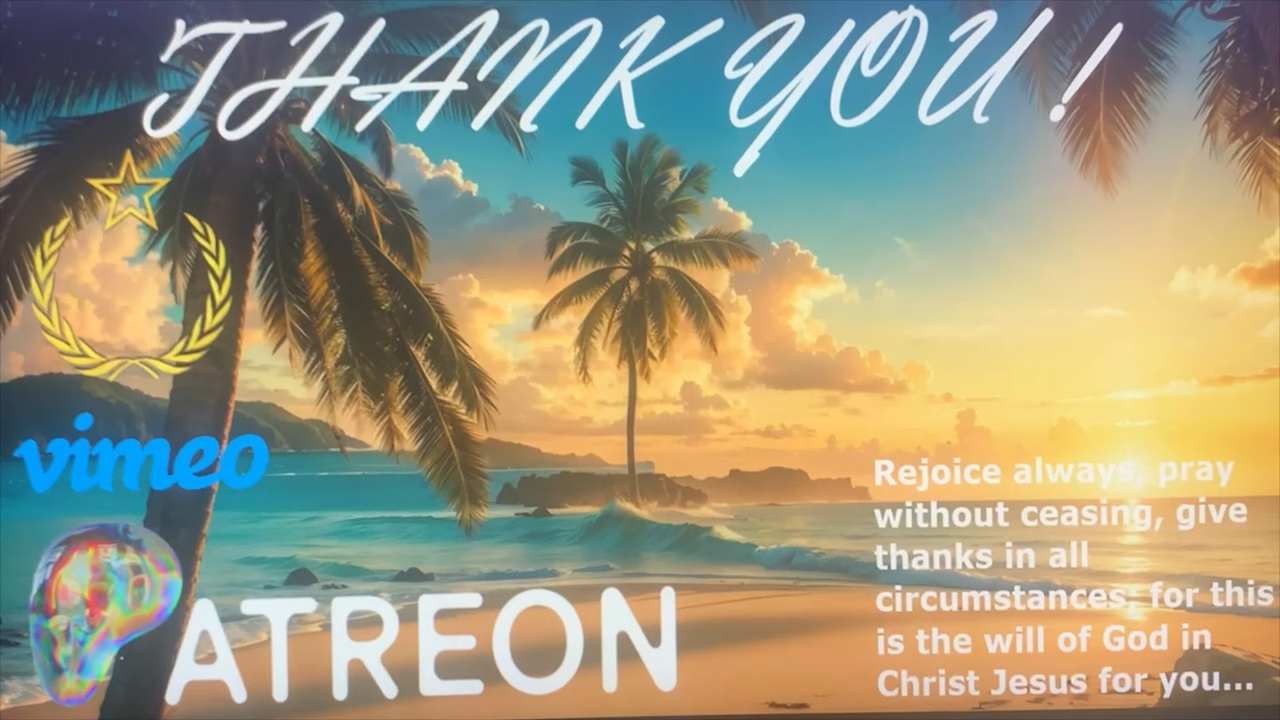 THANK YOU!
vimeo
PATREON
Rejoice always, pray
without ceasing, give
thanks in all
circumstances; for this
is the will of God in
Christ Jesus for you...